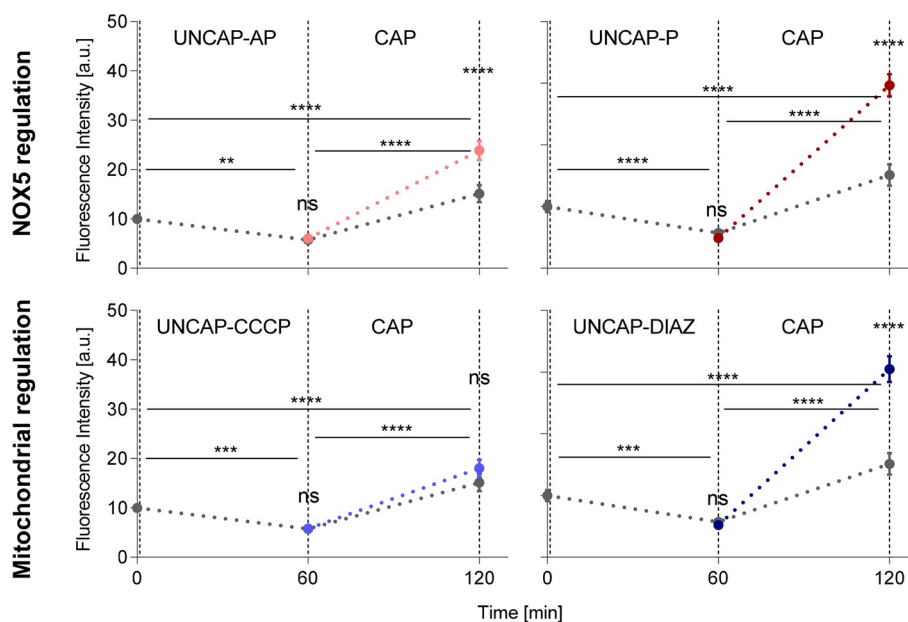 NOX5 regulation
Fluorescence Intensity [a.u.]
50
40
30
20
10
0
UNCAP-AP
CAP
****
****
****
**
ns
UNCAP-P
CAP
****
****
****
****
ns
Mitochondrial regulation
Fluorescence Intensity [a.u.]
50
40
30
20
10
0
UNCAP-CCCP
CAP
ns
****
****
***
ns
0
60
120
UNCAP-DIAZ
CAP
****
****
****
***
ns
0
60
120
Time [min]